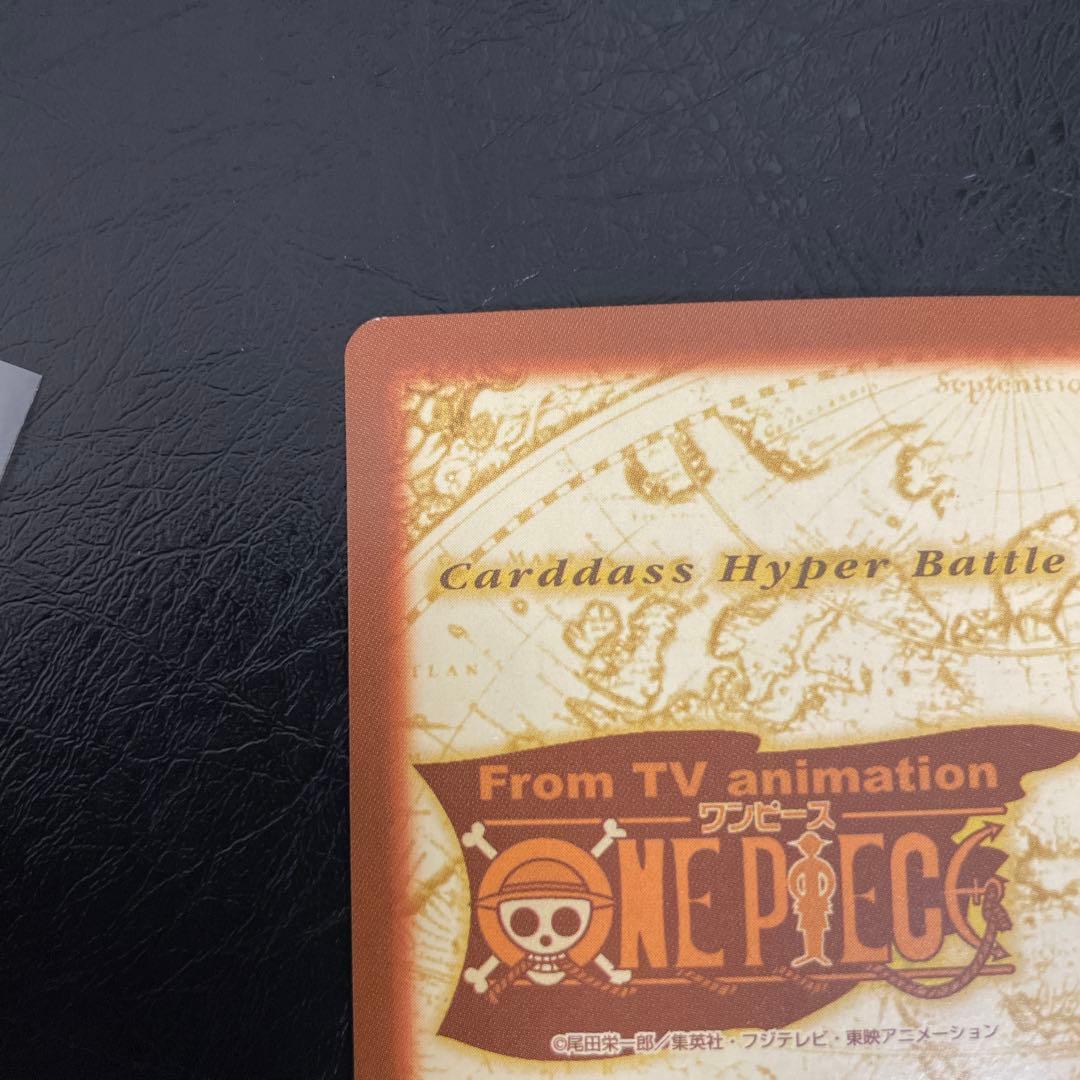 Septentrio
Carddass Hyper Battle
TLAN
From TV animation
ワンピース
ONE PIECE
©尾田栄一郎／集英社・フジテレビ・東映アニメーション